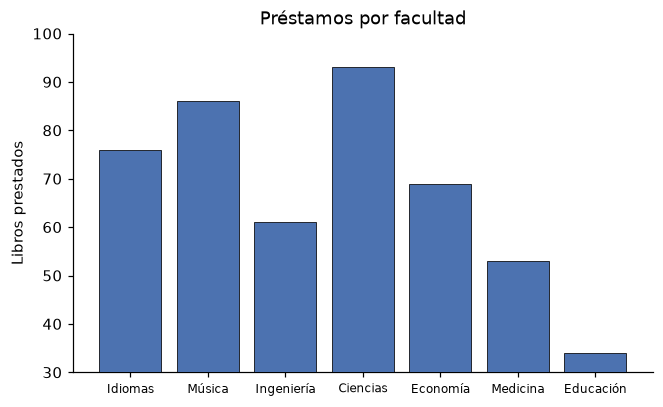 Préstamos por facultad
Libros prestados
100
90
80
70
60
50
40
30
Idiomas Música Ingeniería Ciencias Economía Medicina Educación